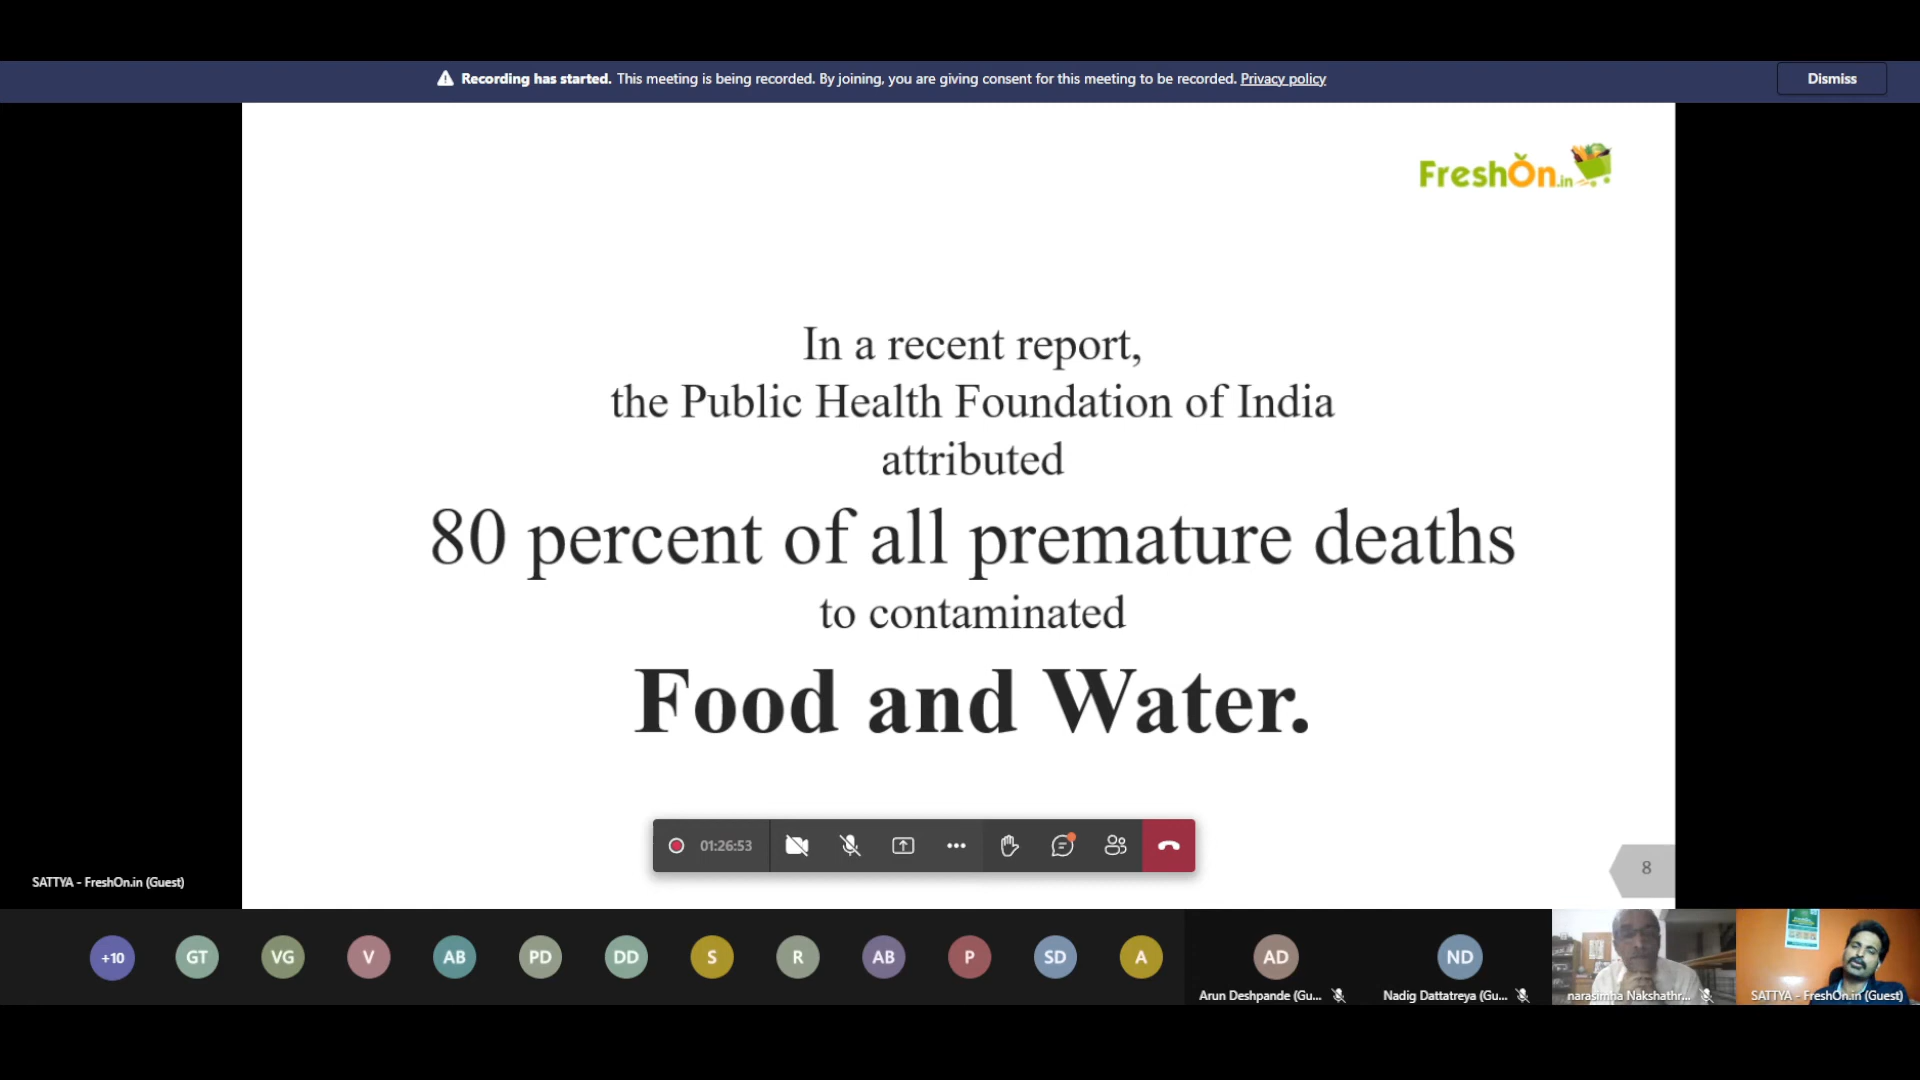 Recording has started. This meeting is being recorded. By joining, you are giving consent for this meeting to be recorded. Privacy policy
Dismiss
FreshOn.in
In a recent report,
the Public Health Foundation of India
attributed
80 percent of all premature deaths
to contaminated
Food and Water.
01:26:53
8
SATTYA - FreshOn.in (Guest)
+10
GT
VG
V
AB
PD
DD
S
R
AB
P
SD
A
AD
Arun Deshpande (Gu...
ND
Nadig Dattatreya (Gu...
narasimha Nakshathr...
SATTYA - FreshOn.in (Guest)